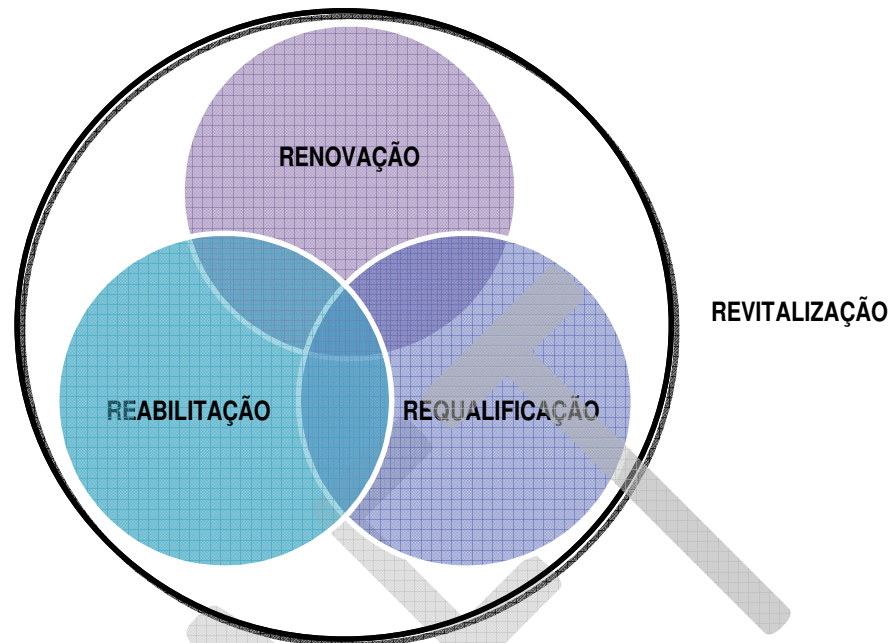 RENOVAÇÃO
REVITALIZAÇÃO
REABILITAÇÃO
REQUALIFICAÇÃO